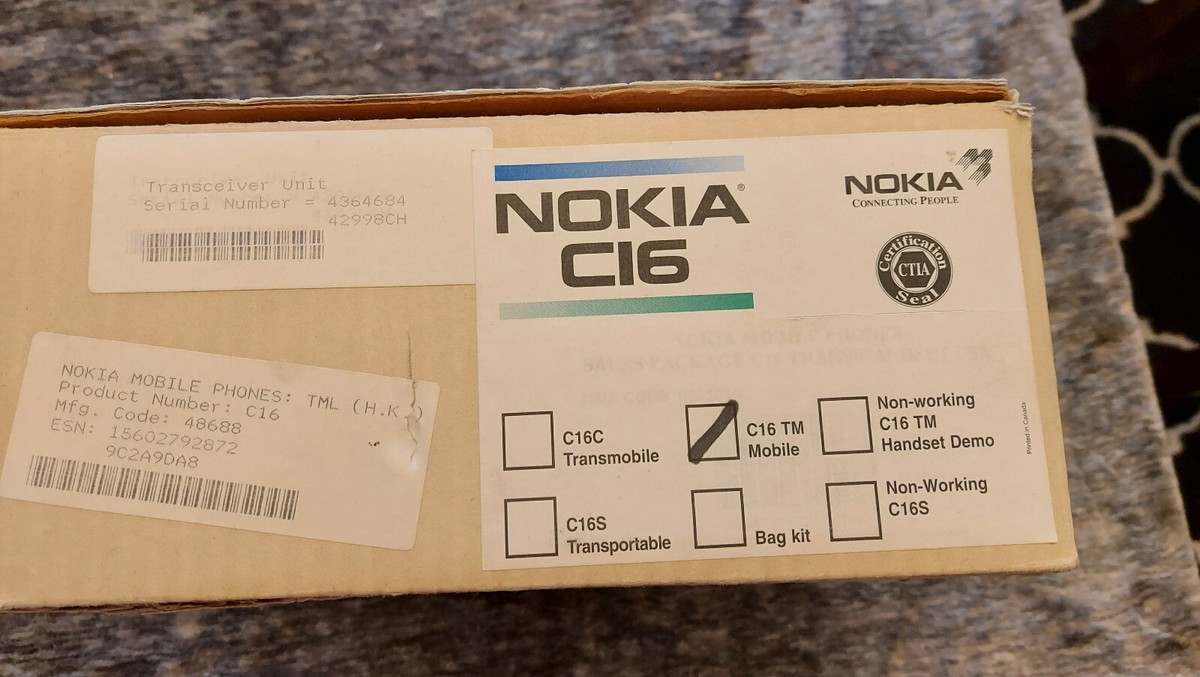 Transceiver Unit
Serial Number = 4364684
42998CH
NOKIA MOBILE PHONES: TML (H.K.)
Product Number: C16
Mfg. Code: 48688
ESN: 15602792872
9C2A9DA8
NOKIA®
C16
NOKIA
CONNECTING PEOPLE
Certification
CTIA
Seal
C16C
Transmobile
C16 TM
Mobile
Non-working
C16 TM
Handset Demo
C16S
Transportable
Bag kit
Non-Working
C16S
Printed in Canada